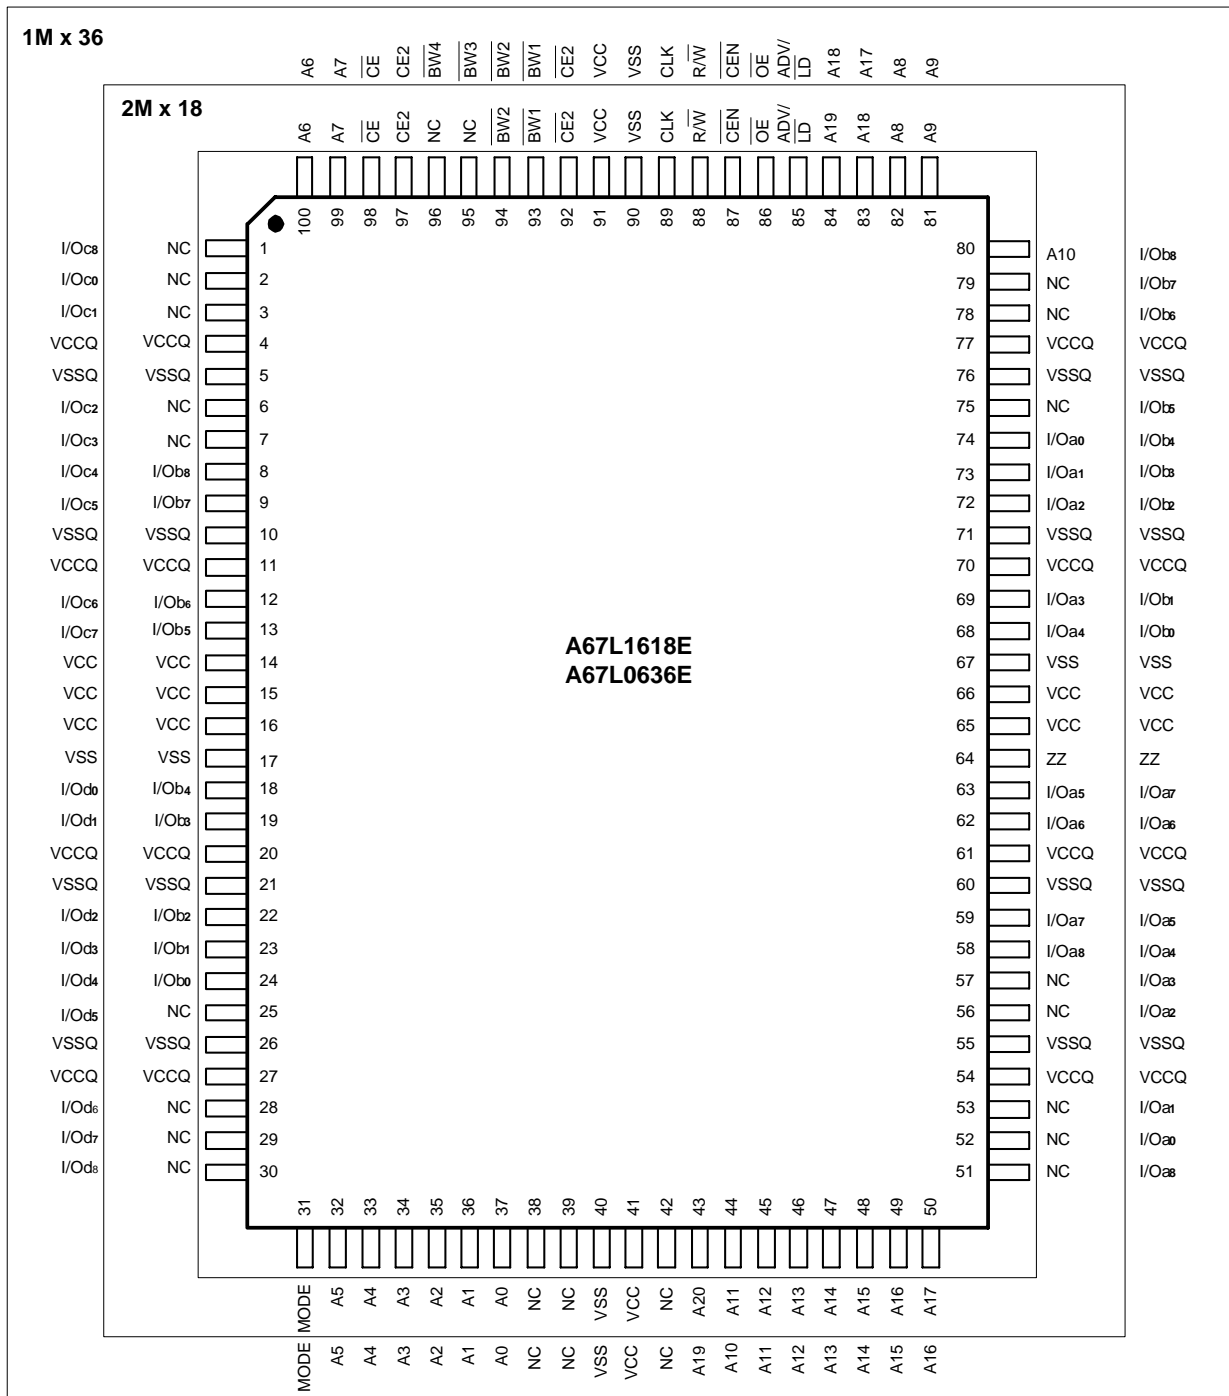 1M x 36
A6 A7 CE CE2 BW4 BW3 BW2 BW1 CE2 VCC VSS CLK R/W CEN OE ADV/LD A18 A17 A8 A9
2M x 18
A6 A7 CE CE2 NC NC BW2 BW1 CE2 VCC VSS CLK R/W CEN OE ADV/LD A19 A18 A8 A9
100 99 98 97 96 95 94 93 92 91 90 89 88 87 86 85 84 83 82 81
I/Oc8 NC 1 80 A10 I/Ob8
I/Oc0 NC 2 79 NC I/Ob7
I/Oc1 NC 3 78 NC I/Ob6
VCCQ VCCQ 4 77 VCCQ VCCQ
VSSQ VSSQ 5 76 VSSQ VSSQ
I/Oc2 NC 6 75 NC I/Ob5
I/Oc3 NC 7 74 I/Oa0 I/Ob4
I/Oc4 I/Ob8 8 73 I/Oa1 I/Ob3
I/Oc5 I/Ob7 9 72 I/Oa2 I/Ob2
VSSQ VSSQ 10 71 VSSQ VSSQ
VCCQ VCCQ 11 70 VCCQ VCCQ
I/Oc6 I/Ob6 12 69 I/Oa3 I/Ob1
I/Oc7 I/Ob5 13 68 I/Oa4 I/Ob0
A67L1618E
A67L0636E
VCC VCC 14 67 VSS VSS
VCC VCC 15 66 VCC VCC
VCC VCC 16 65 VCC VCC
VSS VSS 17 64 ZZ ZZ
I/Od0 I/Ob4 18 63 I/Oa5 I/Oa7
I/Od1 I/Ob3 19 62 I/Oa6 I/Oa6
VCCQ VCCQ 20 61 VCCQ VCCQ
VSSQ VSSQ 21 60 VSSQ VSSQ
I/Od2 I/Ob2 22 59 I/Oa7 I/Oa5
I/Od3 I/Ob1 23 58 I/Oa8 I/Oa4
I/Od4 I/Ob0 24 57 NC I/Oa3
I/Od5 NC 25 56 NC I/Oa2
VSSQ VSSQ 26 55 VSSQ VSSQ
VCCQ VCCQ 27 54 VCCQ VCCQ
I/Od6 NC 28 53 NC I/Oa1
I/Od7 NC 29 52 NC I/Oa0
I/Od8 NC 30 51 NC I/Oa8
31 32 33 34 35 36 37 38 39 40 41 42 43 44 45 46 47 48 49 50
MODE A5 A4 A3 A2 A1 A0 NC NC VSS VCC NC A20 A11 A12 A13 A14 A15 A16 A17
MODE A5 A4 A3 A2 A1 A0 NC NC VSS VCC NC A19 A10 A11 A12 A13 A14 A15 A16